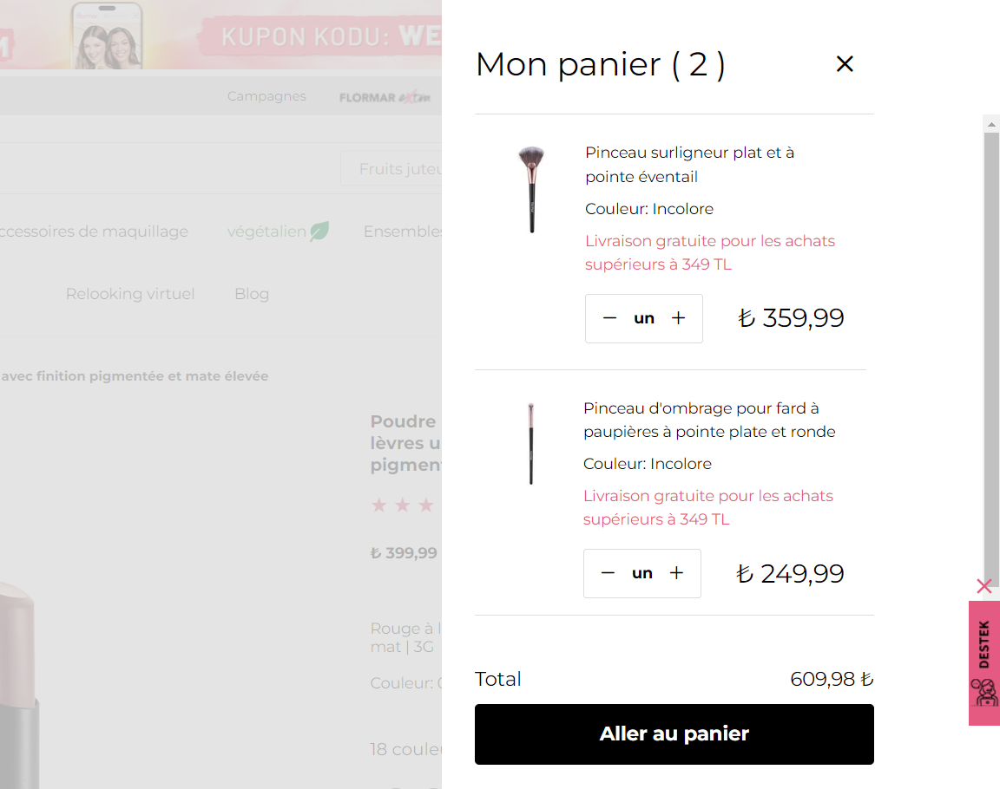 KUPON KODU: WE
Campagnes
FLORMAR extra
Fruits juteu
ccessoires de maquillage
végétalien
Ensembles
Relooking virtuel
Blog
avec finition pigmentée et mate élevée
Poudre
lèvres u
pigment
₺ 399,99
Rouge à l
mat | 3G
Couleur: 0
18 couleu
Mon panier ( 2 )
Pinceau surligneur plat et à
pointe éventail
Couleur: Incolore
Livraison gratuite pour les achats
supérieurs à 349 TL
un
₺ 359,99
Pinceau d'ombrage pour fard à
paupières à pointe plate et ronde
Couleur: Incolore
Livraison gratuite pour les achats
supérieurs à 349 TL
un
₺ 249,99
Total
609,98 ₺
Aller au panier
DESTEK